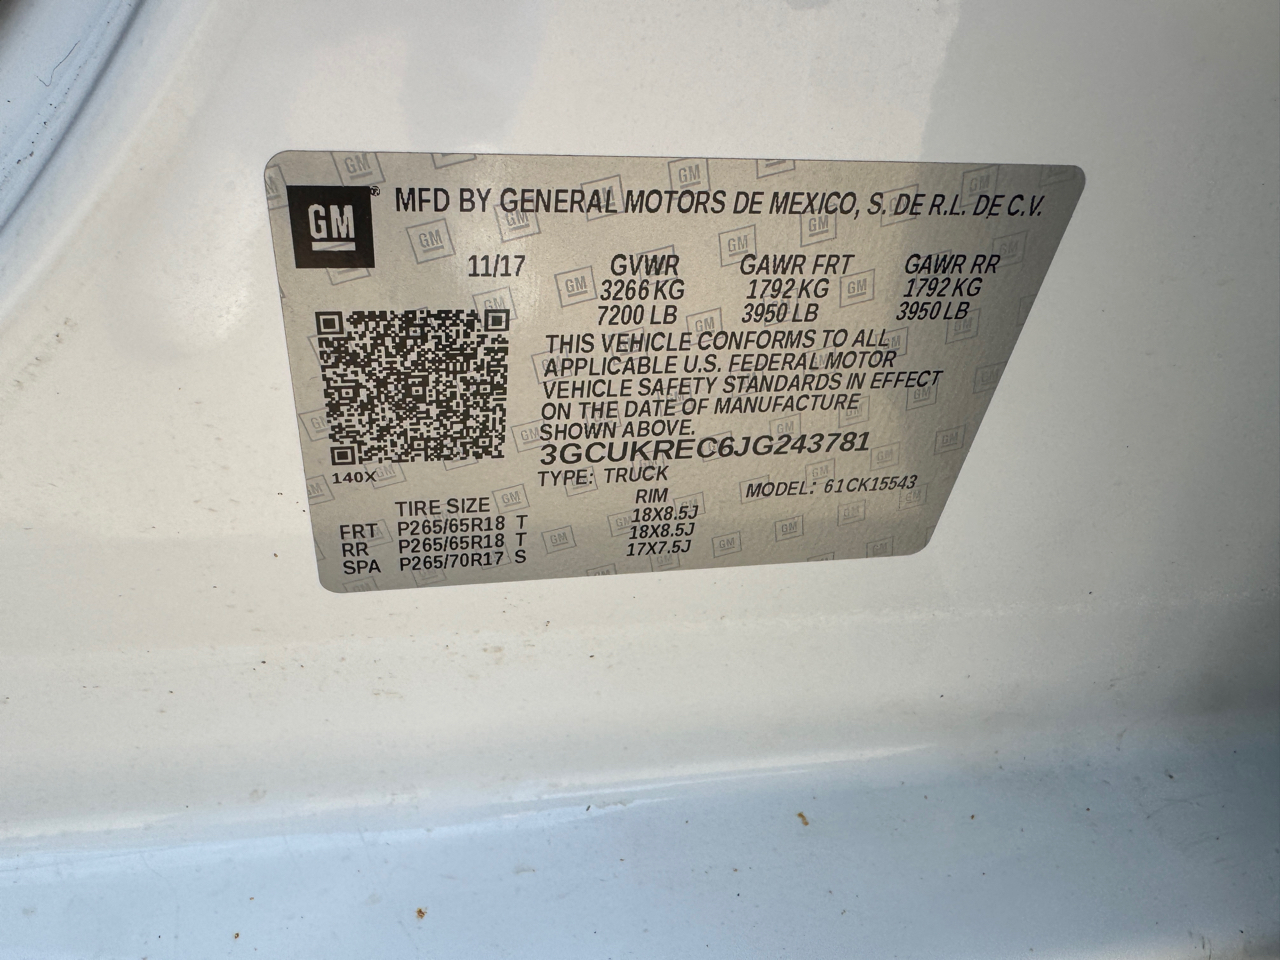 GM ® MFD BY GENERAL MOTORS DE MEXICO, S. DE R.L. DE C.V.
11/17 GVWR GAWR FRT GAWR RR
3266 KG 1792 KG 1792 KG
7200 LB 3950 LB 3950 LB
THIS VEHICLE CONFORMS TO ALL
APPLICABLE U.S. FEDERAL MOTOR
VEHICLE SAFETY STANDARDS IN EFFECT
ON THE DATE OF MANUFACTURE
SHOWN ABOVE.
3GCUKREC6JG243781
140X TYPE: TRUCK MODEL: 61CK15543
TIRE SIZE RIM
FRT P265/65R18 T 18X8.5J
RR P265/65R18 T 18X8.5J
SPA P265/70R17 S 17X7.5J